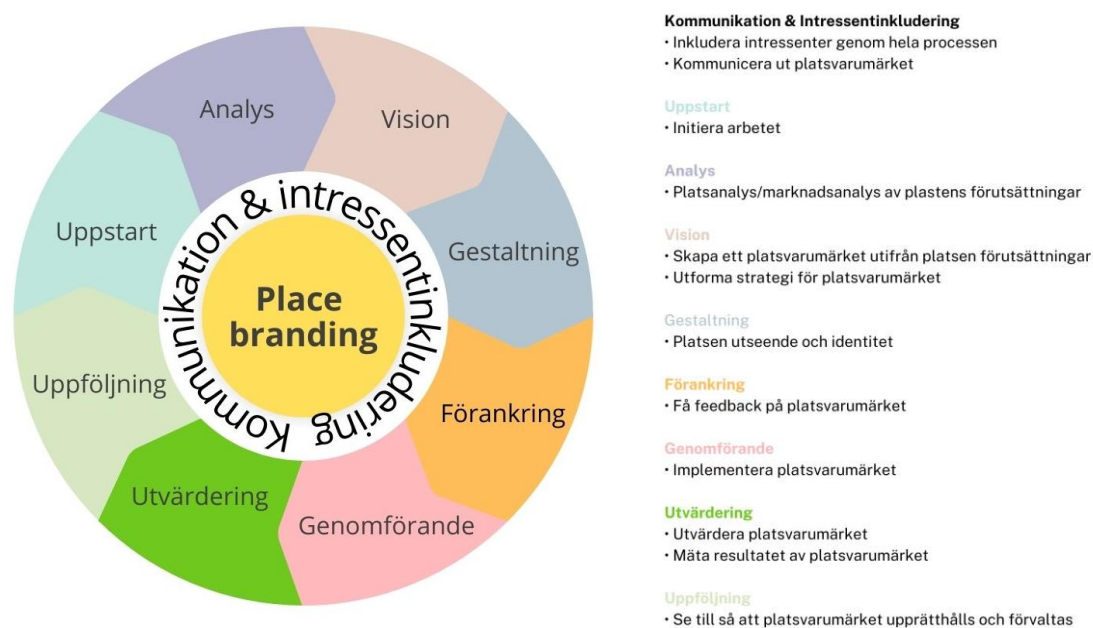 Analys
Vision
Uppstart
Gestaltning
Kommunikation & intressentinkludering
Place
branding
Uppföljning
Förankring
Utvärdering
Genomförande
Kommunikation & Intressentinkludering
• Inkludera intressenter genom hela processen
• Kommunicera ut platsvarumärket
Uppstart
• Initiera arbetet
Analys
• Platsanalys/marknadsanalys av plastens förutsättningar
Vision
• Skapa ett platsvarumärket utifrån platsen förutsättningar
• Utforma strategi för platsvarumärket
Gestaltning
• Platsen utseende och identitet
Förankring
• Få feedback på platsvarumärket
Genomförande
• Implementera platsvarumärket
Utvärdering
• Utvärdera platsvarumärket
• Mäta resultatet av platsvarumärket
Uppföljning
• Se till så att platsvarumärket upprätthålls och förvaltas